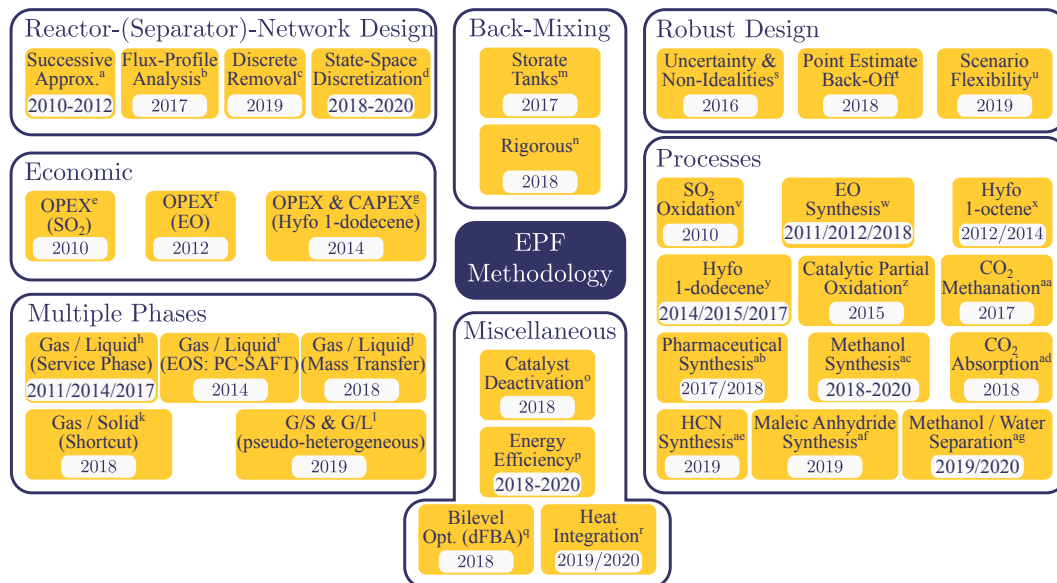 Reactor-(Separator)-Network Design
Successive
Approx.a
2010-2012
Flux-Profile
Analysisb
2017
Discrete
Removalc
2019
State-Space
Discretizationd
2018-2020
Economic
OPEXe
(SO2)
2010
OPEXf
(EO)
2012
OPEX & CAPEXg
(Hyfo 1-dodecene)
2014
Multiple Phases
Gas / Liquidh
(Service Phase)
2011/2014/2017
Gas / Liquidi
(EOS: PC-SAFT)
2014
Gas / Liquidj
(Mass Transfer)
2018
Gas / Solidk
(Shortcut)
2018
G/S & G/Ll
(pseudo-heterogeneous)
2019
Back-Mixing
Storate
Tanksm
2017
Rigorousn
2018
EPF
Methodology
Miscellaneous
Catalyst
Deactivationo
2018
Energy
Efficiencyp
2018-2020
Bilevel
Opt. (dFBA)q
2018
Heat
Integrationr
2019/2020
Robust Design
Uncertainty &
Non-Idealitiess
2016
Point Estimate
Back-Offt
2018
Scenario
Flexibilityu
2019
Processes
SO2
Oxidationv
2010
EO
Synthesisw
2011/2012/2018
Hyfo
1-octenex
2012/2014
Hyfo
1-dodeceney
2014/2015/2017
Catalytic Partial
Oxidationz
2015
CO2
Methanationaa
2017
Pharmaceutical
Synthesisab
2017/2018
Methanol
Synthesisac
2018-2020
CO2
Absorptionad
2018
HCN
Synthesisae
2019
Maleic Anhydride
Synthesisaf
2019
Methanol / Water
Separationag
2019/2020